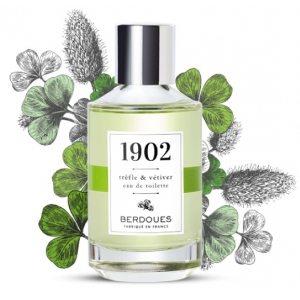 1902
trèfle & vétiver
eau de toilette
BERDOUES
FABRIQUÉ EN FRANCE